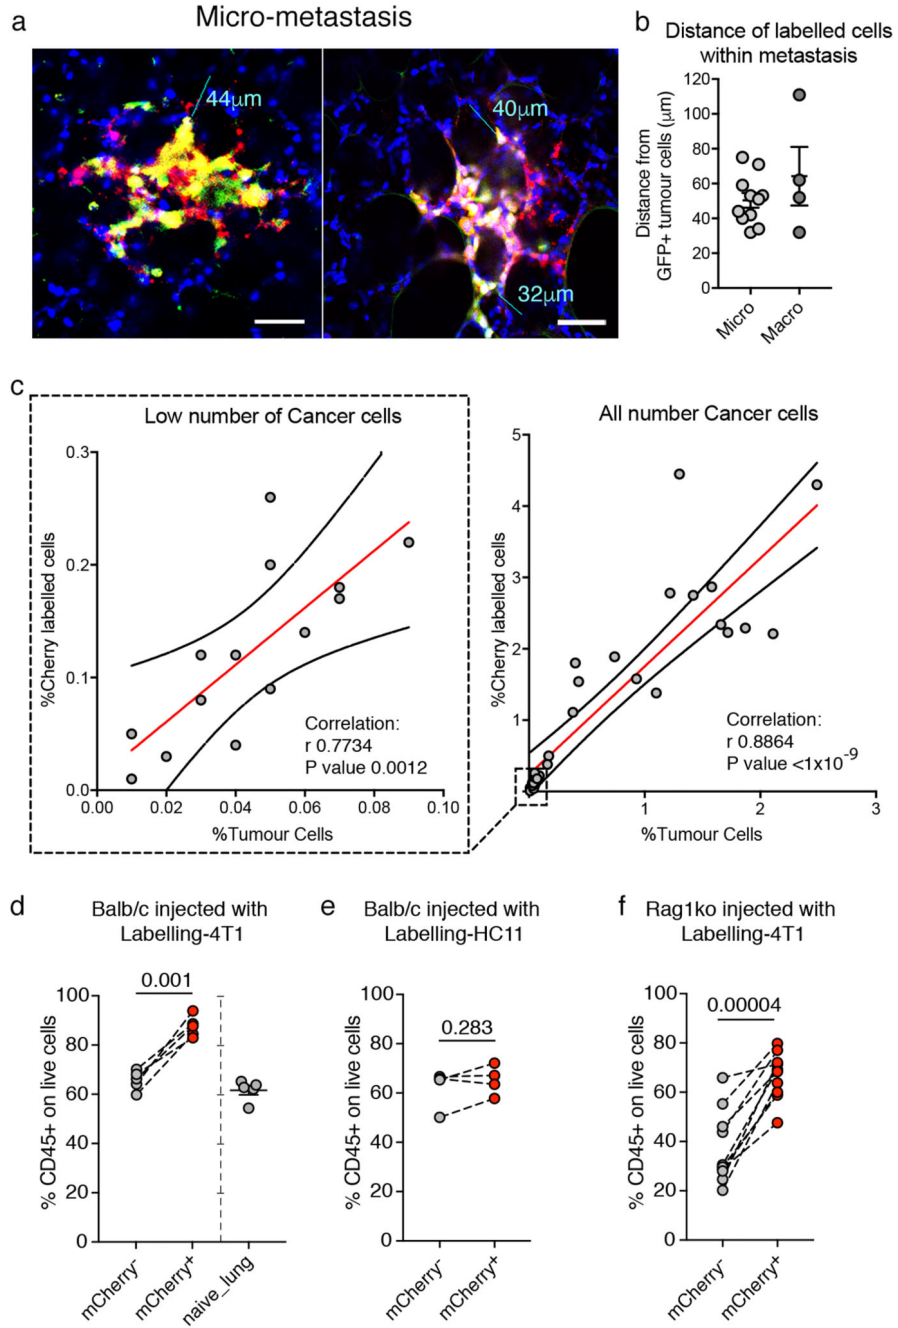 a
Micro-metastasis
44μm
40μm
32μm
b
Distance of labelled cells
within metastasis
Distance from
GFP+ tumour cells (μm)
120
100
80
60
40
20
0
Micro
Macro
c
Low number of Cancer cells
%Cherry labelled cells
0.3
0.2
0.1
0.0
0.00
0.02
0.04
0.06
0.08
0.10
%Tumour Cells
Correlation:
r 0.7734
P value 0.0012
All number Cancer cells
%Cherry labelled cells
5
4
3
2
1
1
2
3
%Tumour Cells
Correlation:
r 0.8864
P value <1x10⁻⁹
d
Balb/c injected with
Labelling-4T1
% CD45+ on live cells
100
80
60
40
20
0
0.001
mCherry⁻
mCherry⁺
naive_lung
e
Balb/c injected with
Labelling-HC11
% CD45+ on live cells
100
80
60
40
20
0
0.283
mCherry⁻
mCherry⁺
f
Rag1ko injected with
Labelling-4T1
% CD45+ on live cells
100
80
60
40
20
0
0.00004
mCherry⁻
mCherry⁺